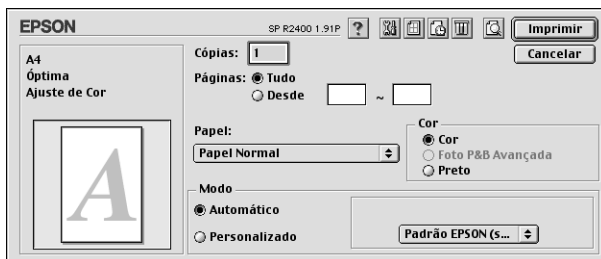 EPSON
SP R2400 1.91P
?
Imprimir
Cancelar
A4
Óptima
Ajuste de Cor
A
Cópias: 1
Páginas: Tudo
Desde ~
Papel:
Papel Normal
Cor
Cor
Foto P&B Avançada
Preto
Modo
Automático
Personalizado
Padrão EPSON (s...